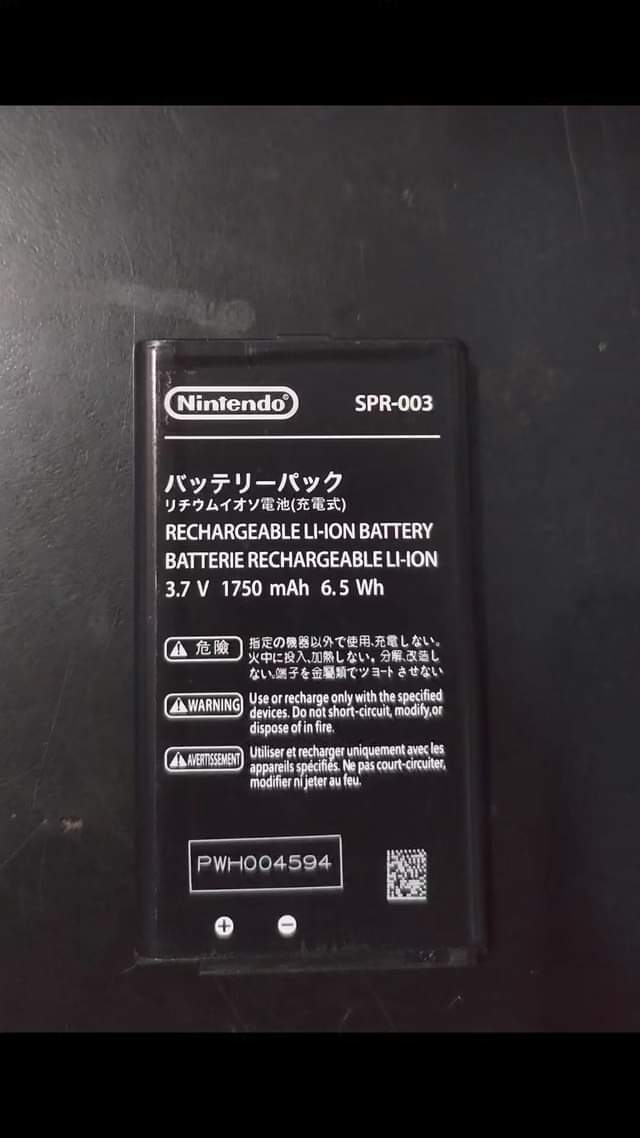 Nintendo®
SPR-003
バッテリーパック
リチウムイオソ電池(充電式)
RECHARGEABLE LI-ION BATTERY
BATTERIE RECHARGEABLE LI-ION
3.7 V 1750 mAh 6.5 Wh
危險
指定の機器以外で使用､充電しない。
火中に投入､加熱しない。分解､改造し
ない､端子を金屬類でツョートさせない
WARNING
Use or recharge only with the specified
devices. Do not short-circuit, modify,or
dispose of in fire.
AVERTISSEMENT
Utiliser et recharger uniquement avec les
appareils spécifiés. Ne pas court-circuiter,
modifier ni jeter au feu.
PWH004594
+ −